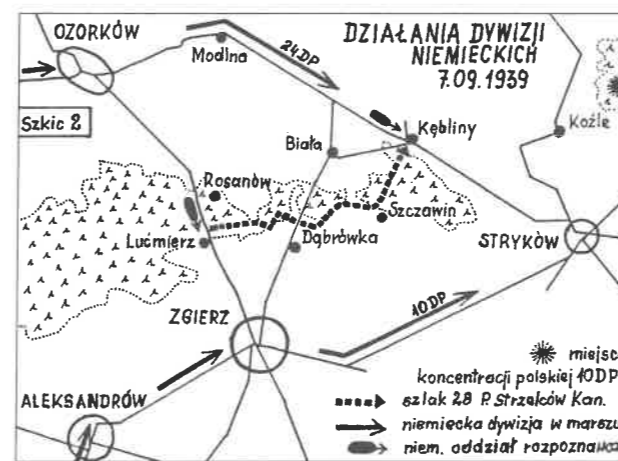 OZORKÓW
Modlna
24DP
DZIAŁANIA DYWIZJI
NIEMIECKICH
7.09.1939
Szkic 2
Biała
Kębliny
Koźle
Rosanów
Szczawin
Lućmierz
Dąbrówka
STRYKÓW
ZGIERZ
10DP
ALEKSANDRÓW
miejsc
koncentracji polskiej 10DP
szlak 28 P. Strzelców Kan.
niemiecka dywizja w marszu
niem. oddział rozpozna